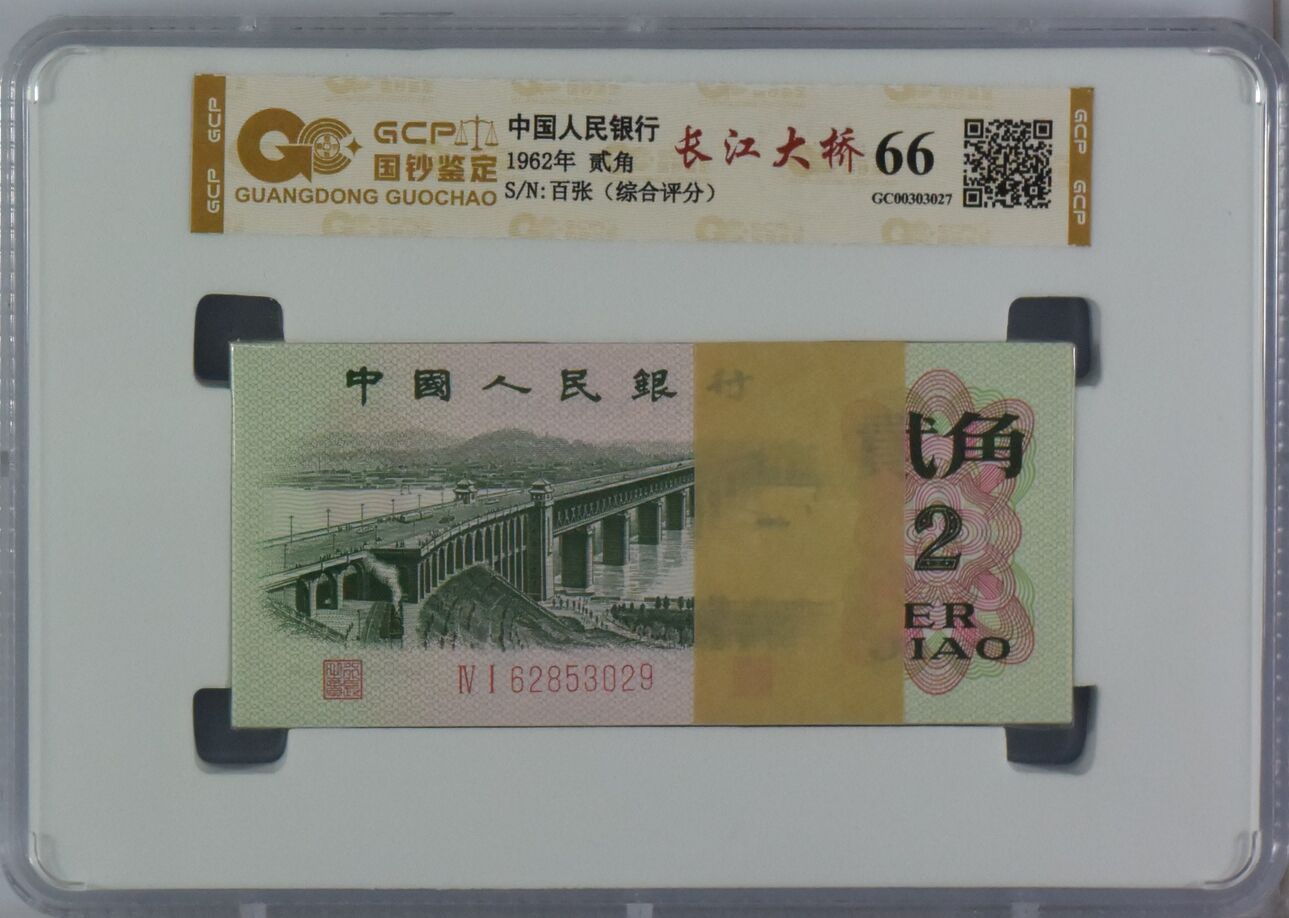 GCP
GCP
GCP
国钞鉴定
GUANGDONG GUOCHAO
中国人民银行
1962年 贰角
S/N:百张（综合评分）
长江大桥
66
GC00303027
GCP
GCP
中國人民銀行
贰角
2
ER
JIAO
Ⅳ Ⅰ 62853029